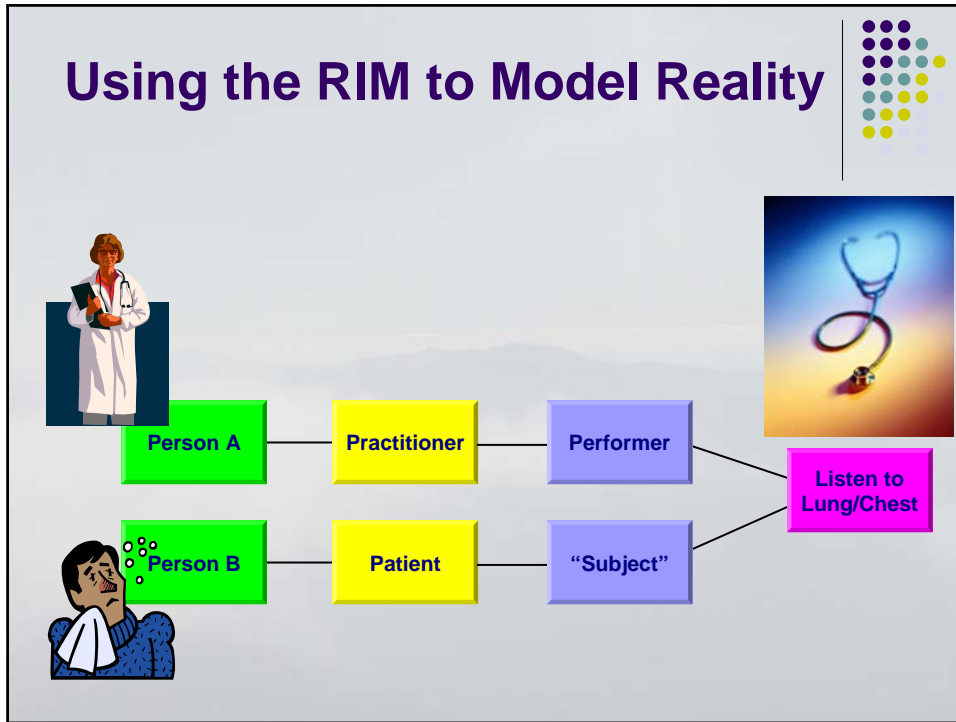 Using the RIM to Model Reality
Person A
Practitioner
Performer
Listen to
Lung/Chest
Person B
Patient
“Subject”